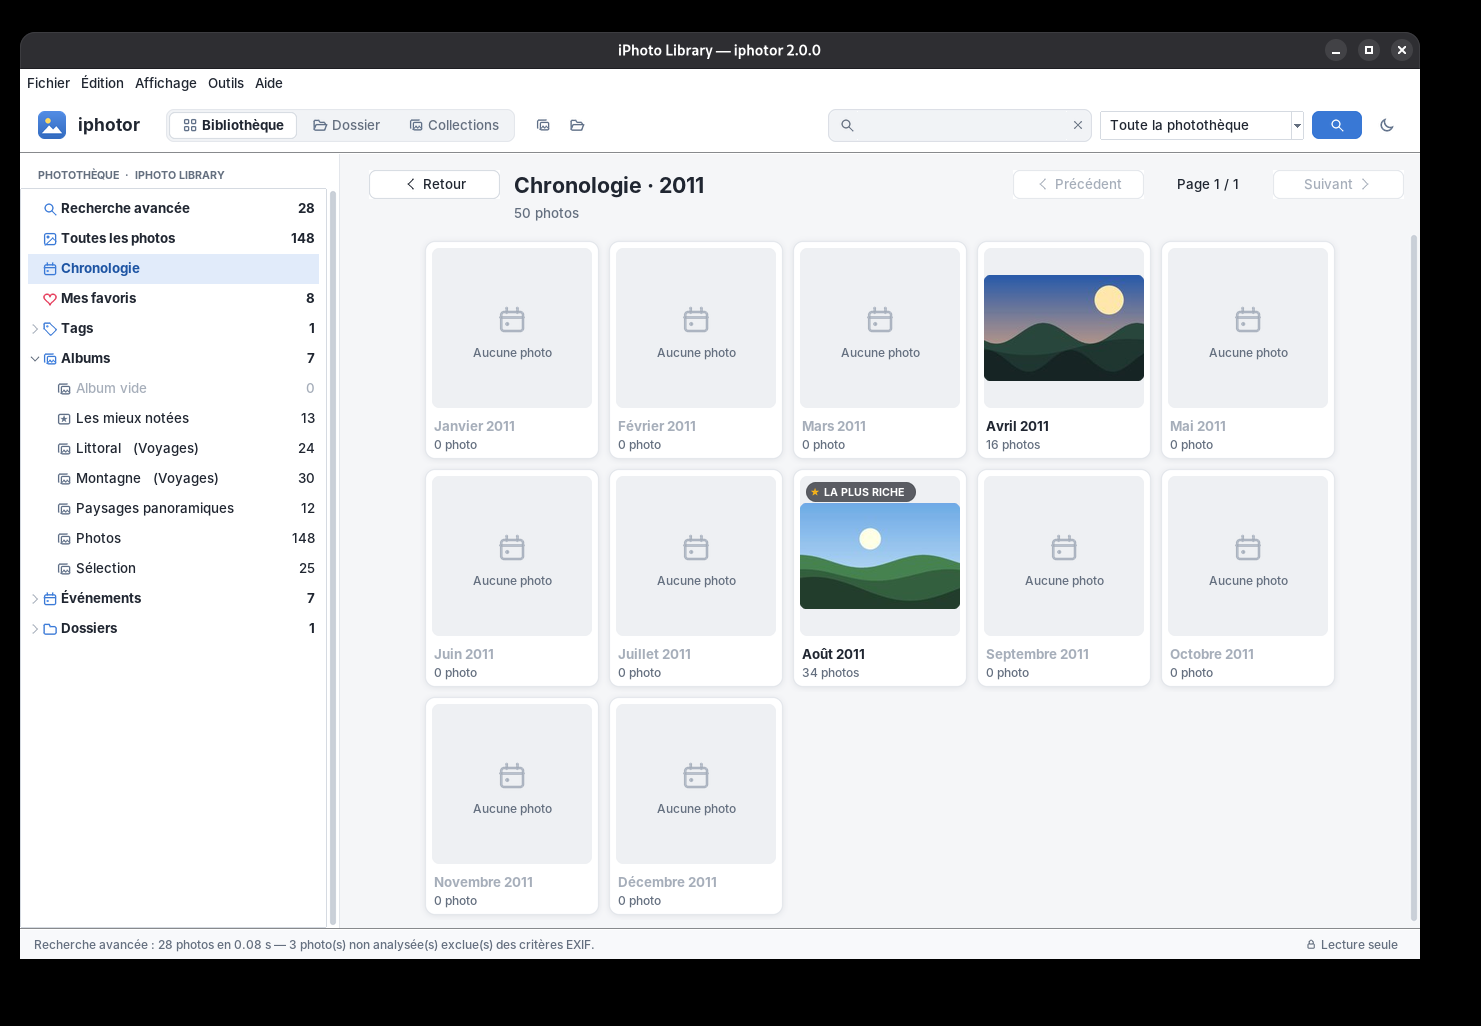 iPhoto Library — iphotor 2.0.0
Fichier Édition Affichage Outils Aide
iphotor
Bibliothèque
Dossier
Collections
Toute la photothèque
PHOTOTHÈQUE · IPHOTO LIBRARY
Recherche avancée 28
Toutes les photos 148
Chronologie
Mes favoris 8
Tags 1
Albums 7
Album vide 0
Les mieux notées 13
Littoral (Voyages) 24
Montagne (Voyages) 30
Paysages panoramiques 12
Photos 148
Sélection 25
Événements 7
Dossiers 1
Retour
Chronologie · 2011
50 photos
Précédent
Page 1 / 1
Suivant
Aucune photo
Janvier 2011
0 photo
Aucune photo
Février 2011
0 photo
Aucune photo
Mars 2011
0 photo
Avril 2011
16 photos
Aucune photo
Mai 2011
0 photo
Aucune photo
Juin 2011
0 photo
Aucune photo
Juillet 2011
0 photo
★ LA PLUS RICHE
Août 2011
34 photos
Aucune photo
Septembre 2011
0 photo
Aucune photo
Octobre 2011
0 photo
Aucune photo
Novembre 2011
0 photo
Aucune photo
Décembre 2011
0 photo
Recherche avancée : 28 photos en 0.08 s — 3 photo(s) non analysée(s) exclue(s) des critères EXIF.
Lecture seule